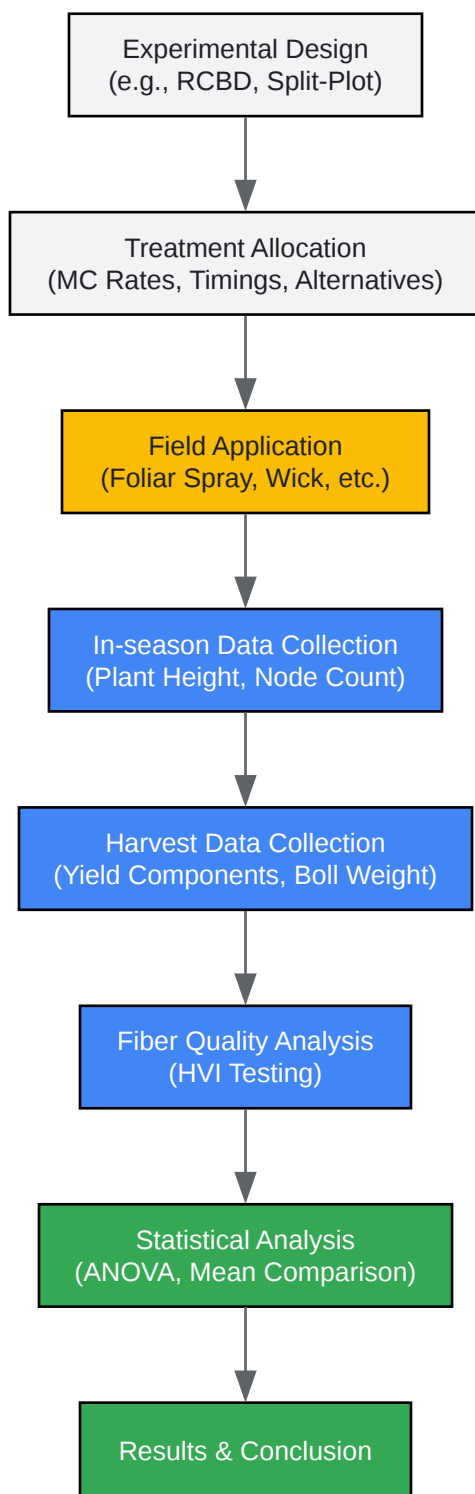 Experimental Design
(e.g., RCBD, Split-Plot)
Treatment Allocation
(MC Rates, Timings, Alternatives)
Field Application
(Foliar Spray, Wick, etc.)
In-season Data Collection
(Plant Height, Node Count)
Harvest Data Collection
(Yield Components, Boll Weight)
Fiber Quality Analysis
(HVI Testing)
Statistical Analysis
(ANOVA, Mean Comparison)
Results & Conclusion